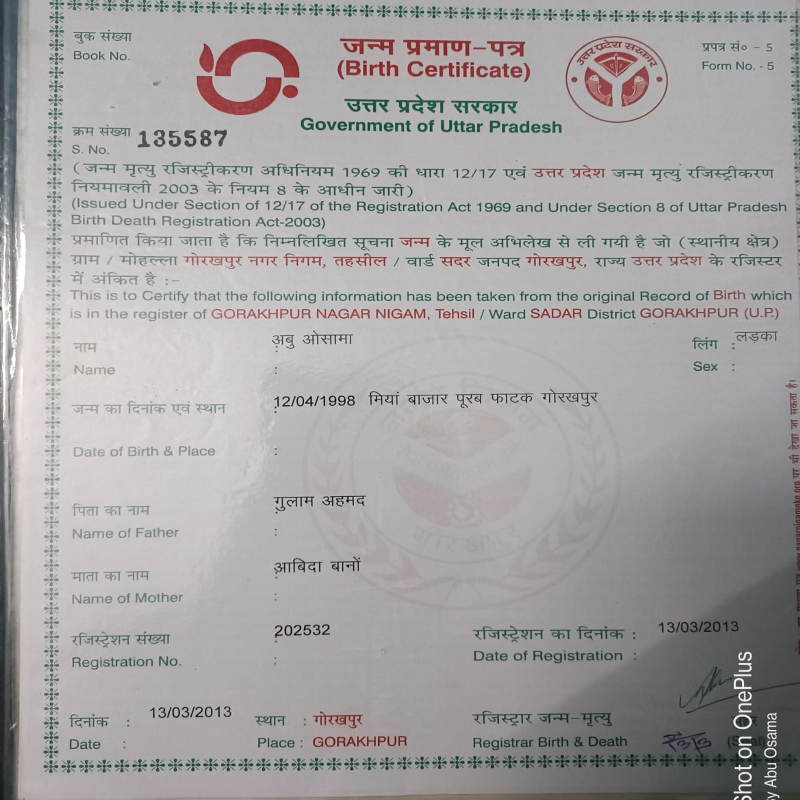 बुक संख्या
Book No.
जन्म प्रमाण-पत्र
(Birth Certificate)
उत्तर प्रदेश सरकार
प्रपत्र सं० - 5
Form No. - 5
उत्तर प्रदेश सरकार
Government of Uttar Pradesh
क्रम संख्या 135587
S. No.
(जन्म मृत्यु रजिस्ट्रीकरण अधिनियम 1969 की धारा 12/17 एवं उत्तर प्रदेश जन्म मृत्यु रजिस्ट्रीकरण
नियमावली 2003 के नियम 8 के आधीन जारी)
(Issued Under Section of 12/17 of the Registration Act 1969 and Under Section 8 of Uttar Pradesh
Birth Death Registration Act-2003)
प्रमाणित किया जाता है कि निम्नलिखित सूचना जन्म के मूल अभिलेख से ली गयी है जो (स्थानीय क्षेत्र)
ग्राम / मोहल्ला गोरखपुर नगर निगम, तहसील / वार्ड सदर जनपद गोरखपुर, राज्य उत्तर प्रदेश के रजिस्टर
में अंकित है :-
This is to Certify that the following information has been taken from the original Record of Birth which
is in the register of GORAKHPUR NAGAR NIGAM, Tehsil / Ward SADAR District GORAKHPUR (U.P.)
नाम : अबु ओसामा लिंग : लड़का
Name : Sex :
जन्म का दिनांक एवं स्थान : 12/04/1998 मियां बाजार पूरब फाटक गोरखपुर
Date of Birth & Place :
पिता का नाम : गुलाम अहमद
Name of Father :
माता का नाम : आबिदा बानों
Name of Mother :
रजिस्ट्रेशन संख्या : 202532 रजिस्ट्रेशन का दिनांक : 13/03/2013
Registration No. : Date of Registration :
दिनांक : 13/03/2013 स्थान : गोरखपुर रजिस्ट्रार जन्म-मृत्यु
Date : Place : GORAKHPUR Registrar Birth & Death
पर भी देखा जा सकता है।
Shot on OnePlus
by Abu Osama